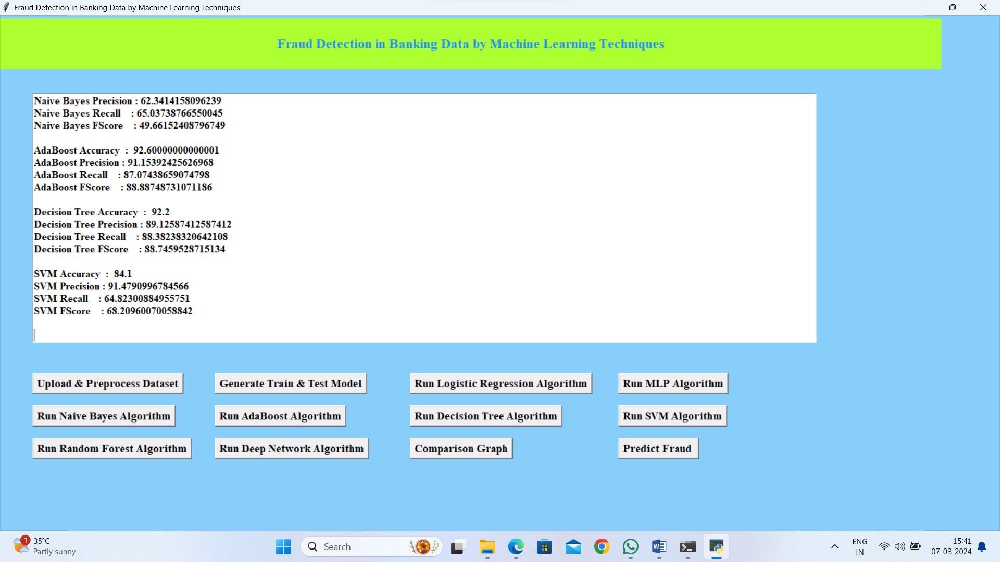 Fraud Detection in Banking Data by Machine Learning Techniques
Fraud Detection in Banking Data by Machine Learning Techniques
Naive Bayes Precision : 62.3414158096239
Naive Bayes Recall : 65.03738766550045
Naive Bayes FScore : 49.66152408796749
AdaBoost Accuracy : 92.60000000000001
AdaBoost Precision : 91.15392425626968
AdaBoost Recall : 87.07438659074798
AdaBoost FScore : 88.88748731071186
Decision Tree Accuracy : 92.2
Decision Tree Precision : 89.12587412587412
Decision Tree Recall : 88.38238320642108
Decision Tree FScore : 88.7459528715134
SVM Accuracy : 84.1
SVM Precision : 91.4790996784566
SVM Recall : 64.82300884955751
SVM FScore : 68.20960070058842
Upload & Preprocess Dataset
Generate Train & Test Model
Run Logistic Regression Algorithm
Run MLP Algorithm
Run Naive Bayes Algorithm
Run AdaBoost Algorithm
Run Decision Tree Algorithm
Run SVM Algorithm
Run Random Forest Algorithm
Run Deep Network Algorithm
Comparison Graph
Predict Fraud
1
35°C
Partly sunny
Search
ENG
IN
15:41
07-03-2024